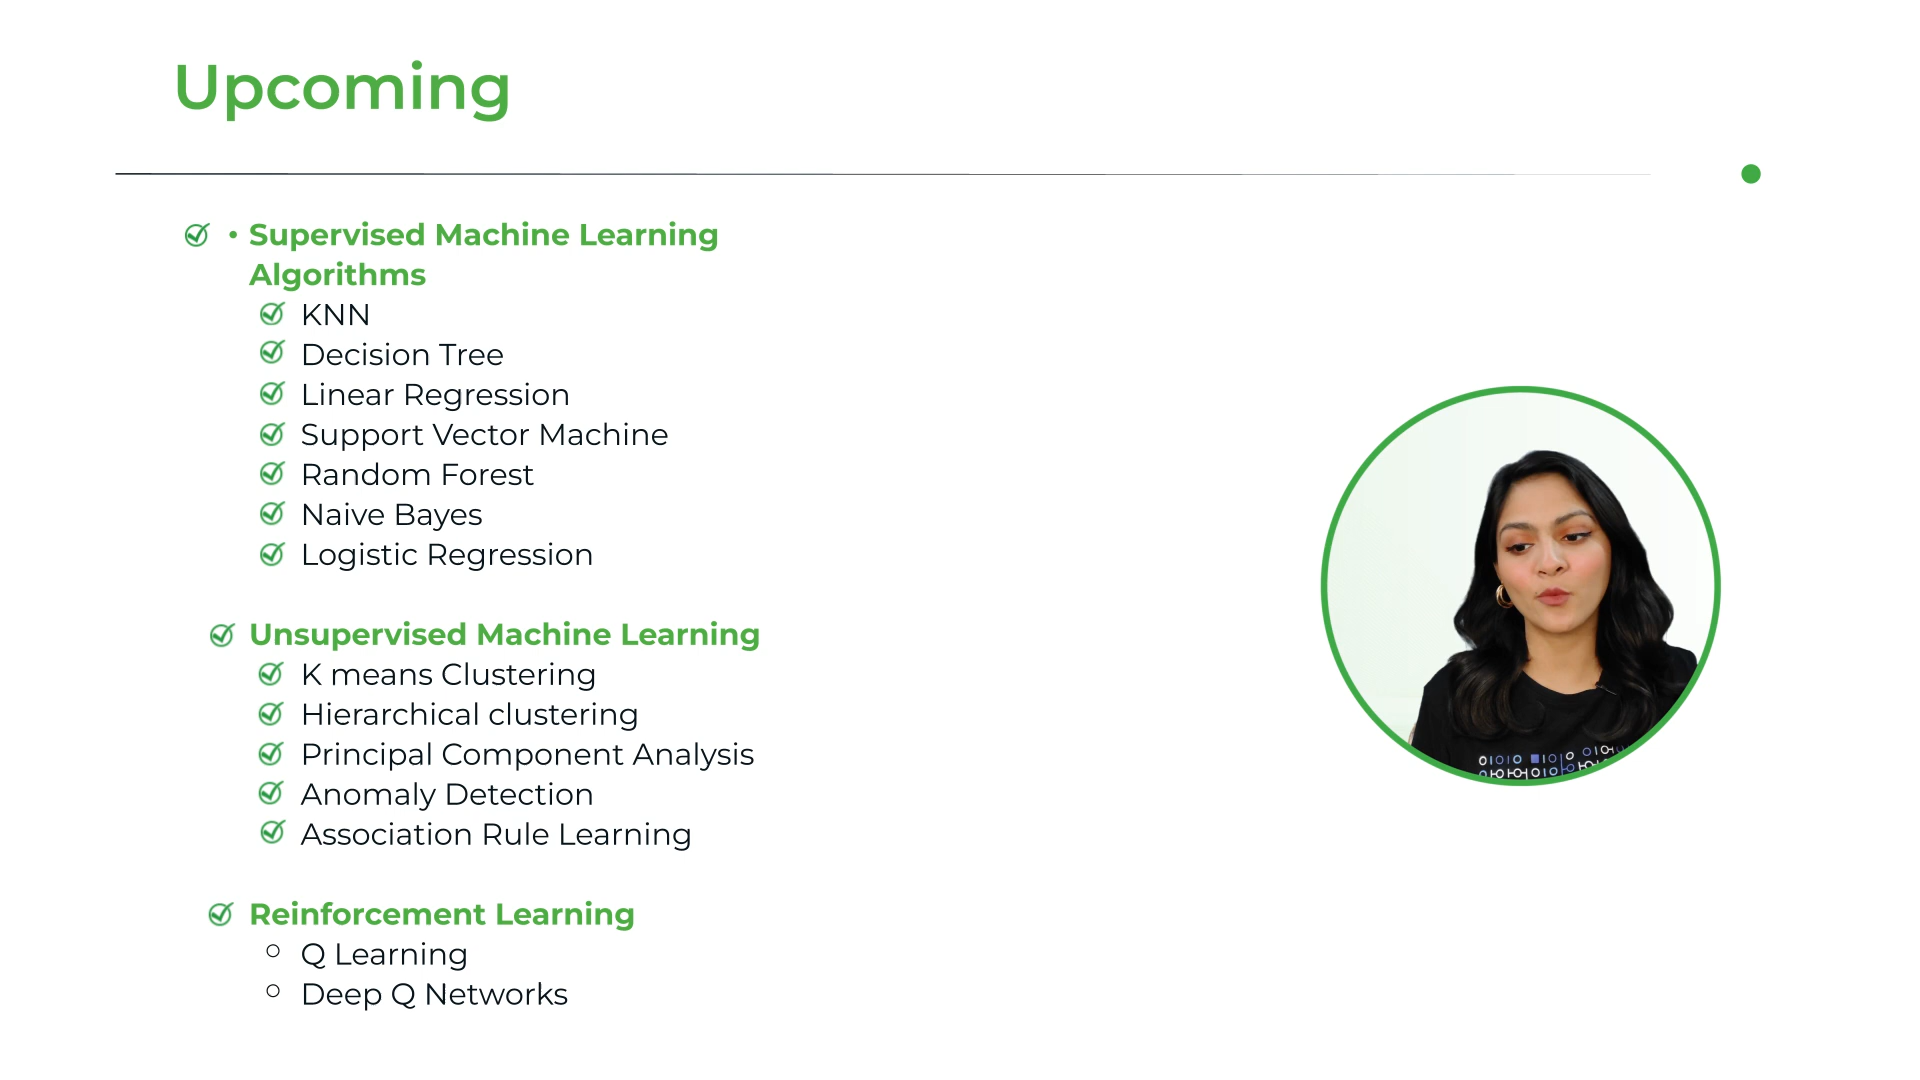 Upcoming
• Supervised Machine Learning
Algorithms
KNN
Decision Tree
Linear Regression
Support Vector Machine
Random Forest
Naive Bayes
Logistic Regression
Unsupervised Machine Learning
K means Clustering
Hierarchical clustering
Principal Component Analysis
Anomaly Detection
Association Rule Learning
Reinforcement Learning
Q Learning
Deep Q Networks